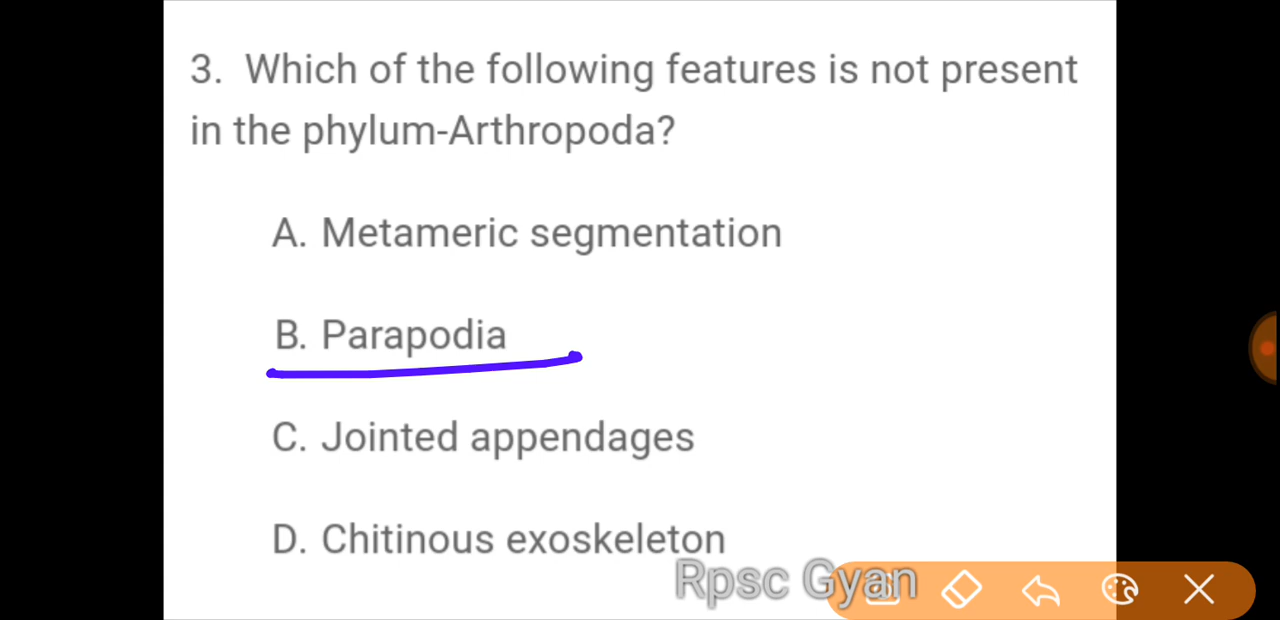 3. Which of the following features is not present
in the phylum-Arthropoda?
A. Metameric segmentation
B. Parapodia
C. Jointed appendages
D. Chitinous exoskeleton
Rpsc Gyan